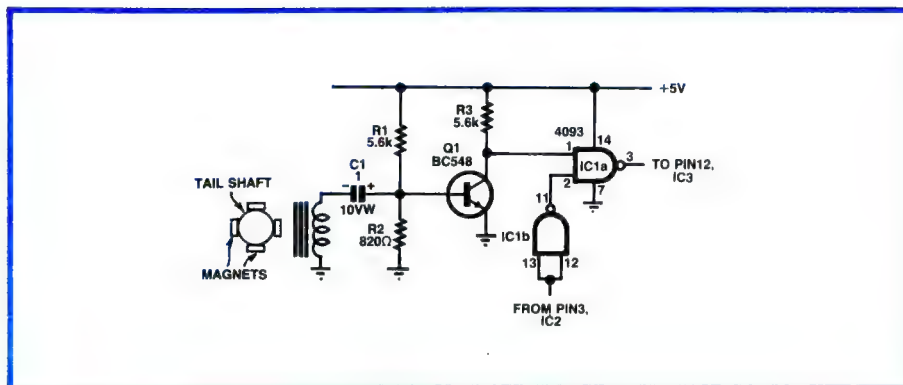 +5V
R1
5.6k
R3
5.6k
4093
14
1
IC1a
3
2
7
TO PIN12,
IC3
Q1
BC548
C1
1
- +
10VW
TAIL SHAFT
MAGNETS
R2
820Ω
11
IC1b
13
12
FROM PIN3,
IC2